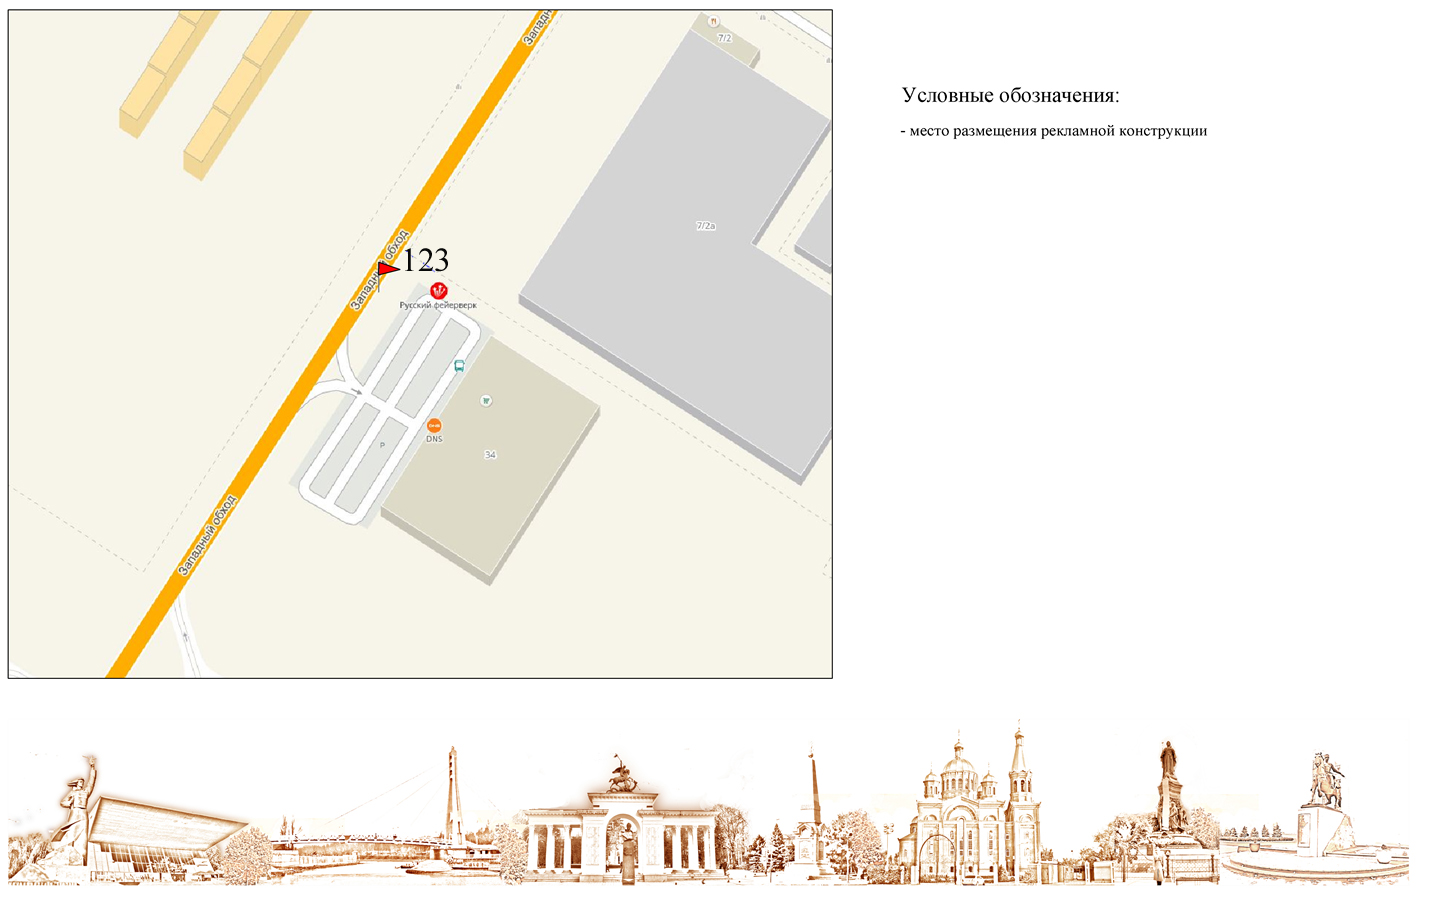 Западн
7/2
7/2а
Западный обход
123
Русский фейерверк
DNS
P
34
Западный обход
Условные обозначения:
- место размещения рекламной конструкции